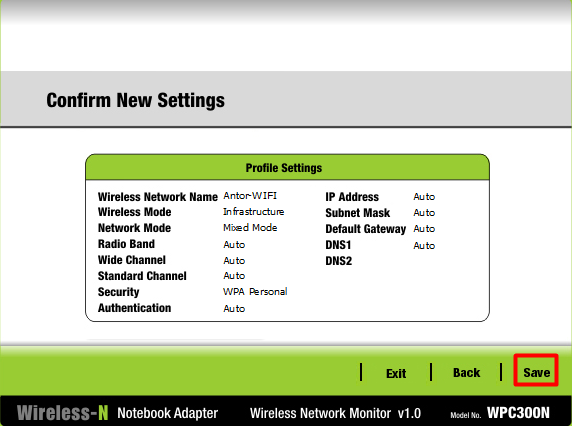 Confirm New Settings
Profile Settings
Wireless Network Name Antor-WIFI IP Address Auto
Wireless Mode Infrastructure Subnet Mask Auto
Network Mode Mixed Mode Default Gateway Auto
Radio Band Auto DNS1 Auto
Wide Channel Auto DNS2
Standard Channel Auto
Security WPA Personal
Authentication Auto
Exit Back Save
Wireless-N Notebook Adapter Wireless Network Monitor v1.0 Model No. WPC300N